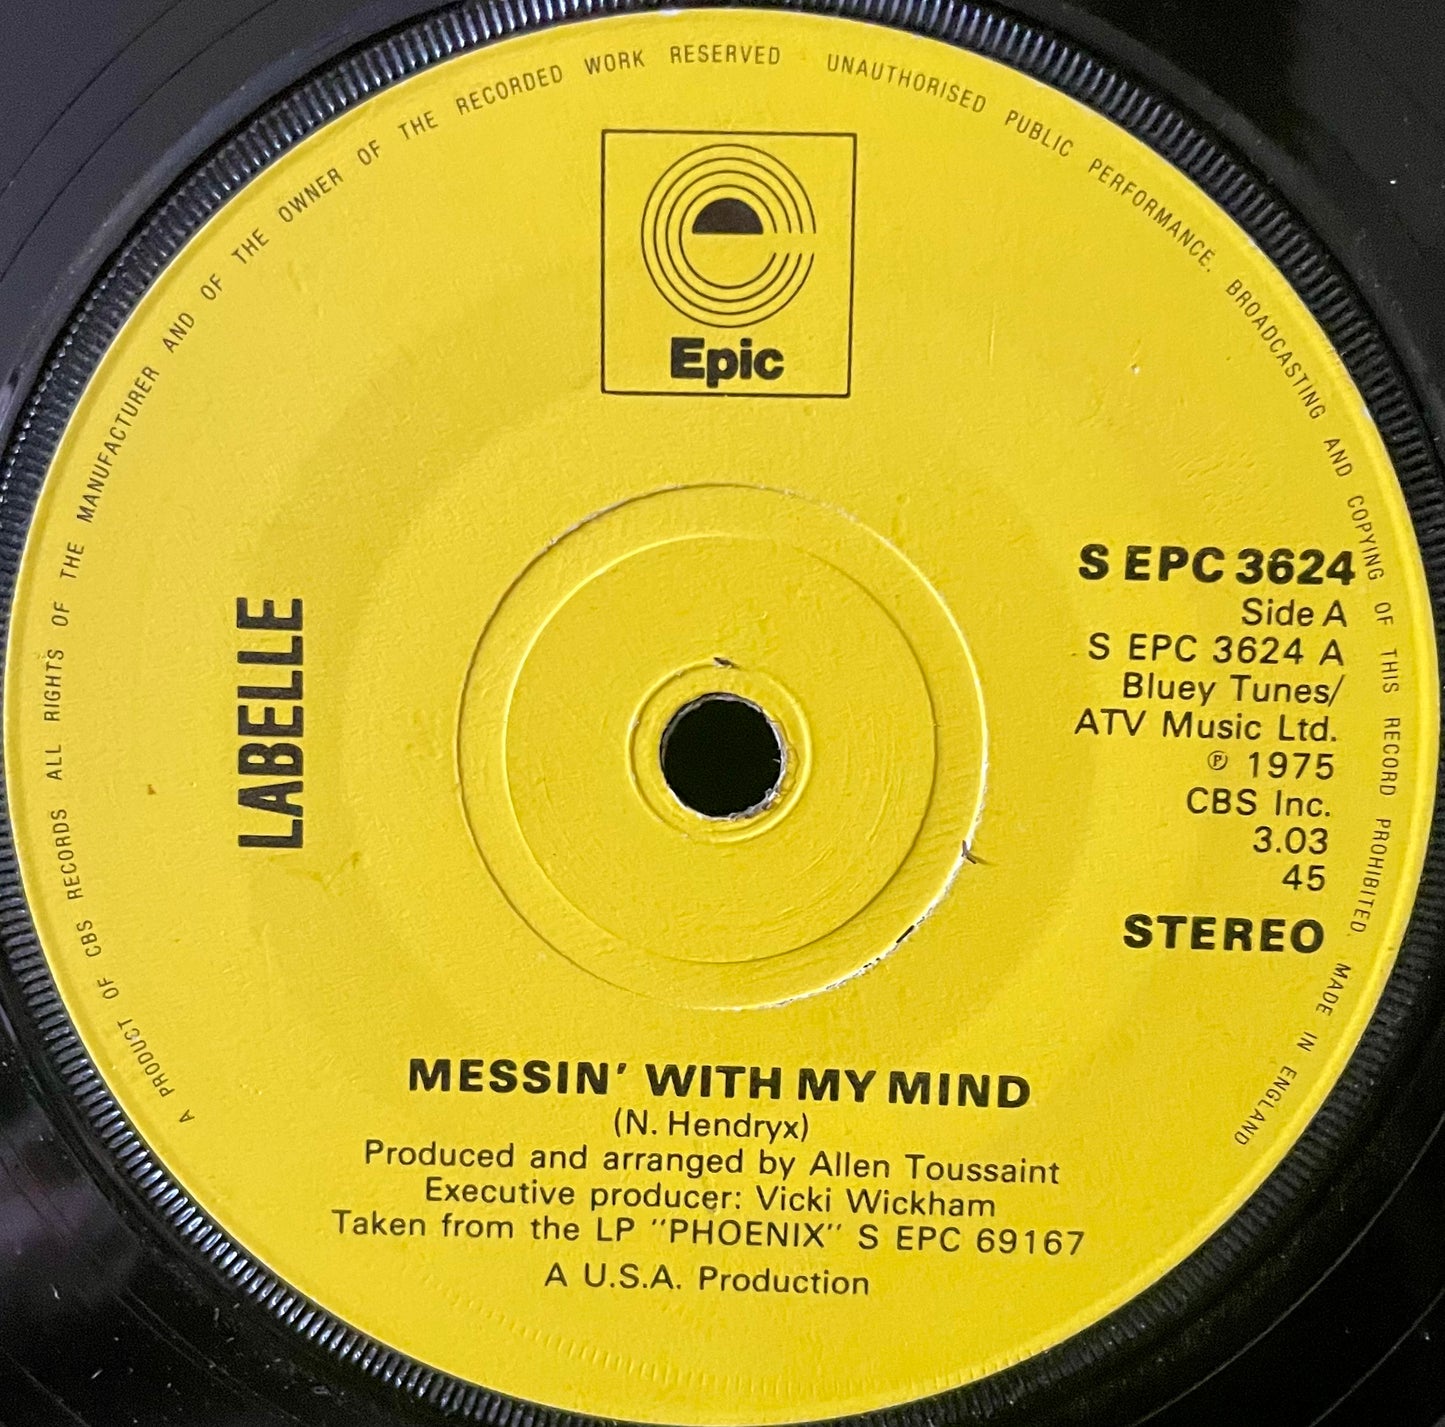 A PRODUCT OF CBS RECORDS ALL RIGHTS OF THE MANUFACTURER AND OF THE OWNER OF THE RECORDED WORK RESERVED UNAUTHORISED PUBLIC PERFORMANCE. BROADCASTING AND COPYING OF THIS RECORD PROHIBITED. MADE IN ENGLAND
Epic
LABELLE
S EPC 3624
Side A
S EPC 3624 A
Bluey Tunes/
ATV Music Ltd.
℗ 1975
CBS Inc.
3.03
45
STEREO
MESSIN' WITH MY MIND
(N. Hendryx)
Produced and arranged by Allen Toussaint
Executive producer: Vicki Wickham
Taken from the LP "PHOENIX" S EPC 69167
A U.S.A. Production